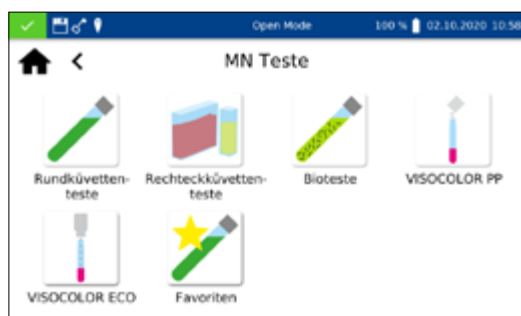 Open Mode 100 % 02.10.2020 10:58
MN Teste
Rundküvetten-
teste
Rechteckküvetten-
teste
Bioteste
VISOCOLOR PP
VISOCOLOR ECO
Favoriten